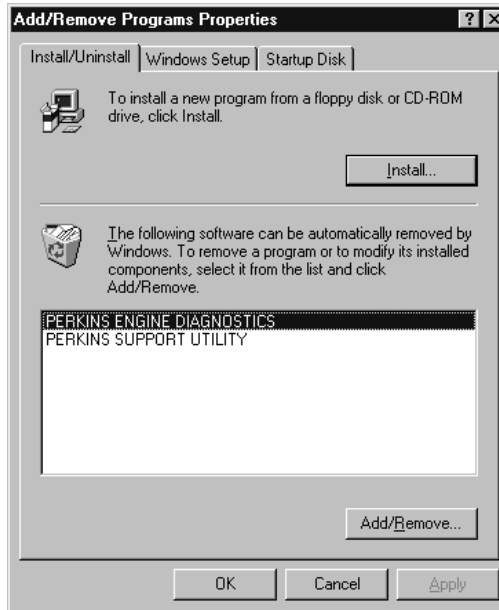 Add/Remove Programs Properties
Install/Uninstall
Windows Setup
Startup Disk
To install a new program from a floppy disk or CD-ROM
drive, click Install.
Install...
The following software can be automatically removed by
Windows. To remove a program or to modify its installed
components, select it from the list and click
Add/Remove.
PERKINS ENGINE DIAGNOSTICS
PERKINS SUPPORT UTILITY
Add/Remove...
OK
Cancel
Apply